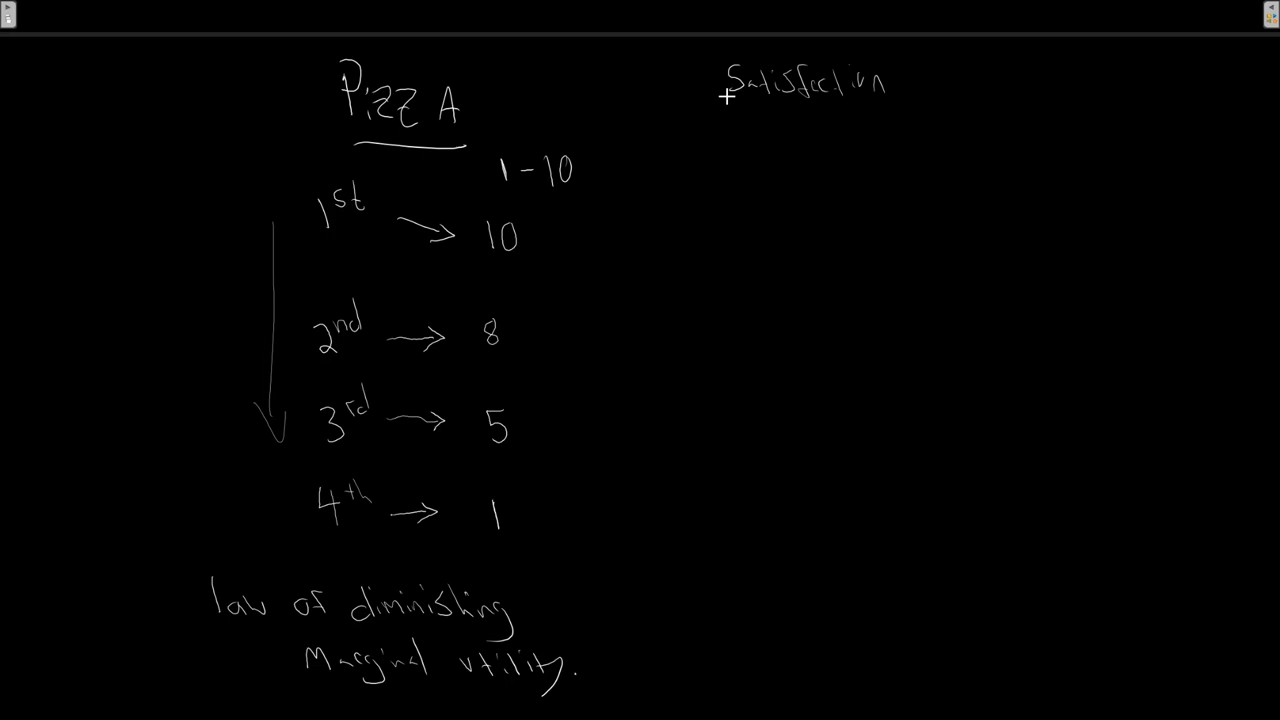 PizzA
1-10
1st → 10
2nd → 8
3rd → 5
4th → 1
law of diminishing
Marginal utility.
Satisfaction